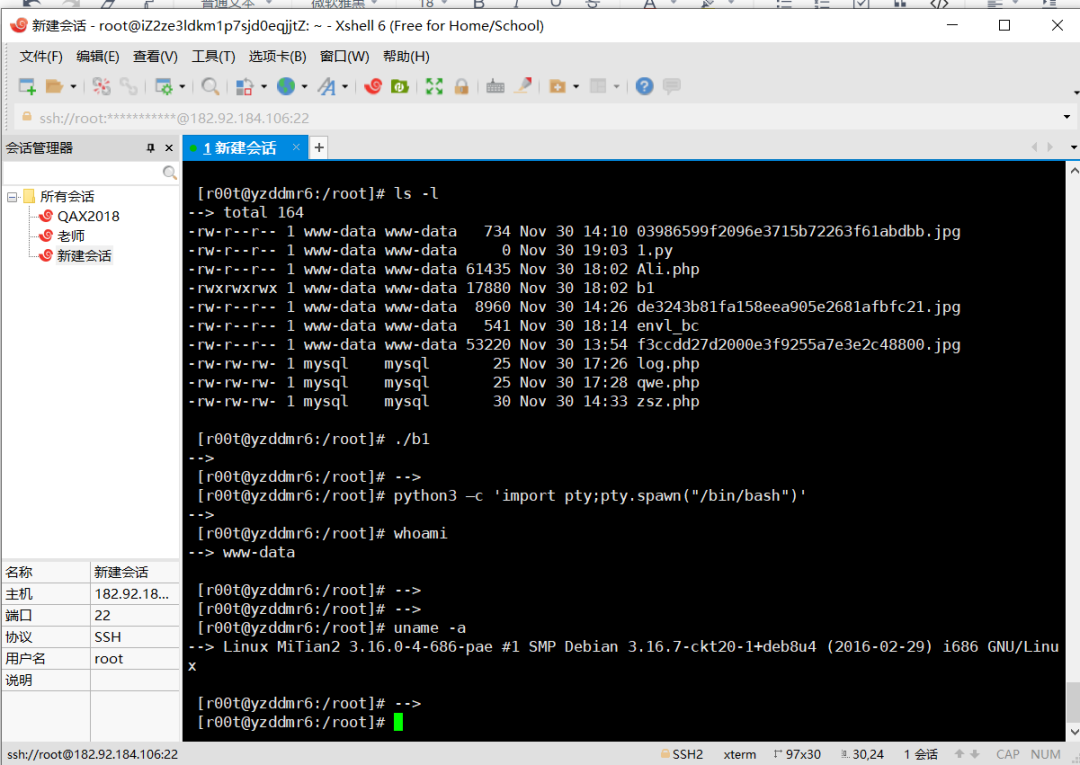 新建会话 - root@iZ2ze3ldkm1p7sjd0eqjjtZ: ~ - Xshell 6 (Free for Home/School)
文件(F) 编辑(E) 查看(V) 工具(T) 选项卡(B) 窗口(W) 帮助(H)
ssh://root:***********@182.92.184.106:22
会话管理器
1 新建会话
所有会话
QAX2018
老师
新建会话
[r00t@yzddmr6:/root]# ls -l
--> total 164
-rw-r--r-- 1 www-data www-data 734 Nov 30 14:10 03986599f2096e3715b72263f61abdbb.jpg
-rw-r--r-- 1 www-data www-data 0 Nov 30 19:03 1.py
-rw-r--r-- 1 www-data www-data 61435 Nov 30 18:02 Ali.php
-rwxrwxrwx 1 www-data www-data 17880 Nov 30 18:02 b1
-rw-r--r-- 1 www-data www-data 8960 Nov 30 14:26 de3243b81fa158eea905e2681afbfc21.jpg
-rw-r--r-- 1 www-data www-data 541 Nov 30 18:14 envl_bc
-rw-r--r-- 1 www-data www-data 53220 Nov 30 13:54 f3ccdd27d2000e3f9255a7e3e2c48800.jpg
-rw-rw-rw- 1 mysql mysql 25 Nov 30 17:26 log.php
-rw-rw-rw- 1 mysql mysql 25 Nov 30 17:28 qwe.php
-rw-rw-rw- 1 mysql mysql 30 Nov 30 14:33 zsz.php
[r00t@yzddmr6:/root]# ./b1
-->
[r00t@yzddmr6:/root]# -->
[r00t@yzddmr6:/root]# python3 –c 'import pty;pty.spawn("/bin/bash")'
-->
[r00t@yzddmr6:/root]# whoami
--> www-data
[r00t@yzddmr6:/root]# -->
[r00t@yzddmr6:/root]# -->
[r00t@yzddmr6:/root]# uname -a
--> Linux MiTian2 3.16.0-4-686-pae #1 SMP Debian 3.16.7-ckt20-1+deb8u4 (2016-02-29) i686 GNU/Linu
x
[r00t@yzddmr6:/root]# -->
[r00t@yzddmr6:/root]#
名称 新建会话
主机 182.92.18...
端口 22
协议 SSH
用户名 root
说明
ssh://root@182.92.184.106:22 SSH2 xterm 97x30 30,24 1 会话 CAP NUM